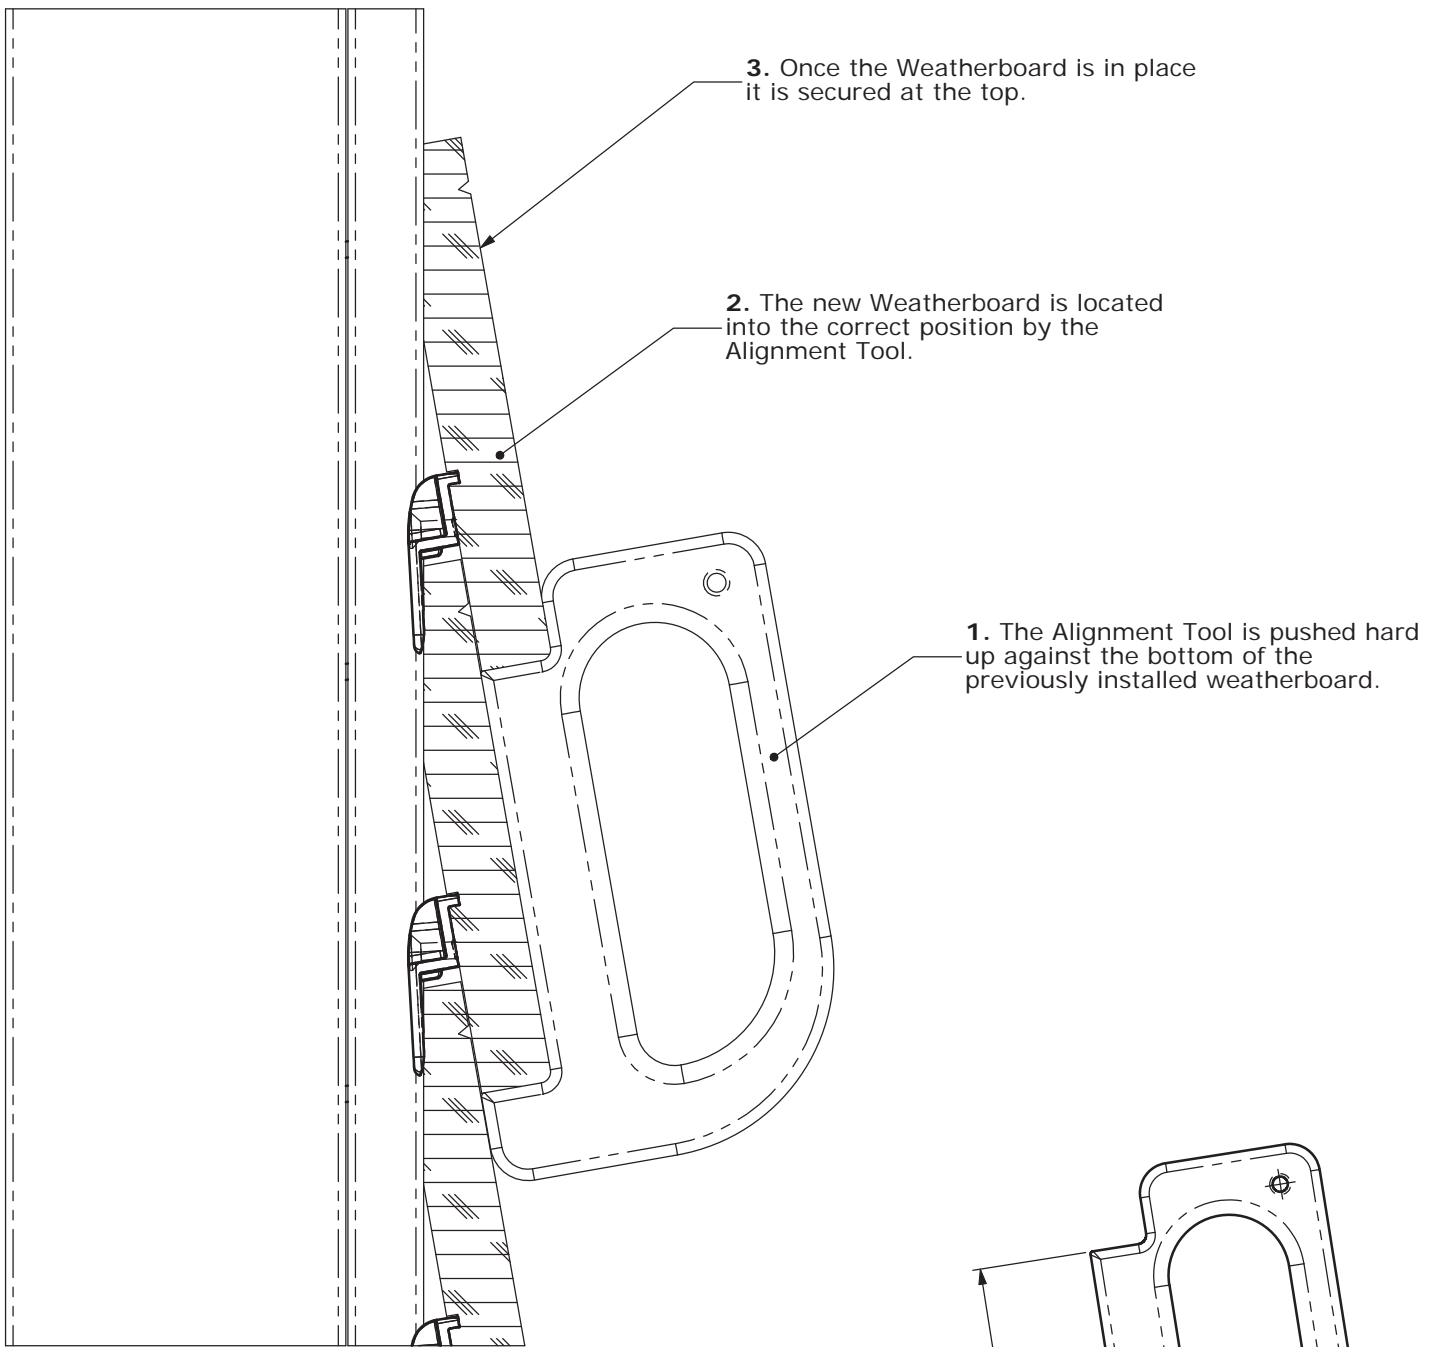 3. Once the Weatherboard is in place
it is secured at the top.
2. The new Weatherboard is located
into the correct position by the
Alignment Tool.
1. The Alignment Tool is pushed hard
up against the bottom of the
previously installed weatherboard.